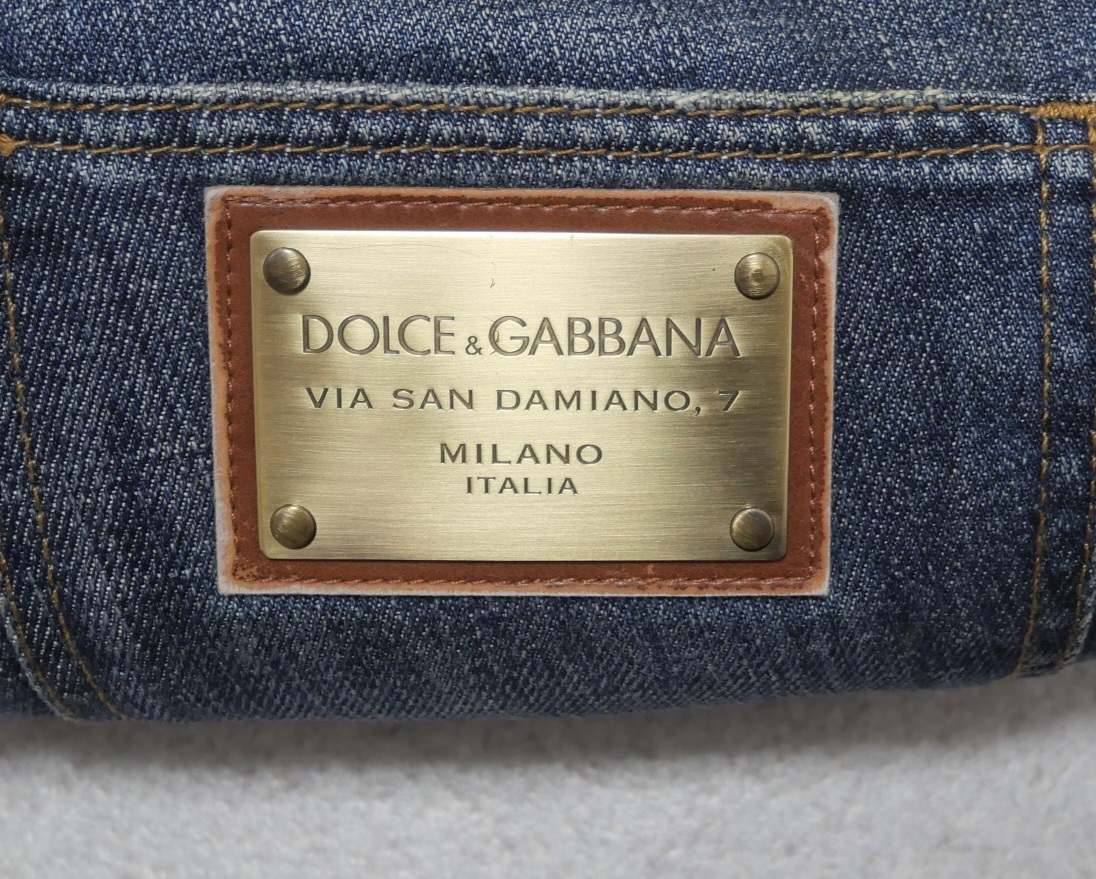 DOLCE & GABBANA
VIA SAN DAMIANO, 7
MILANO
ITALIA